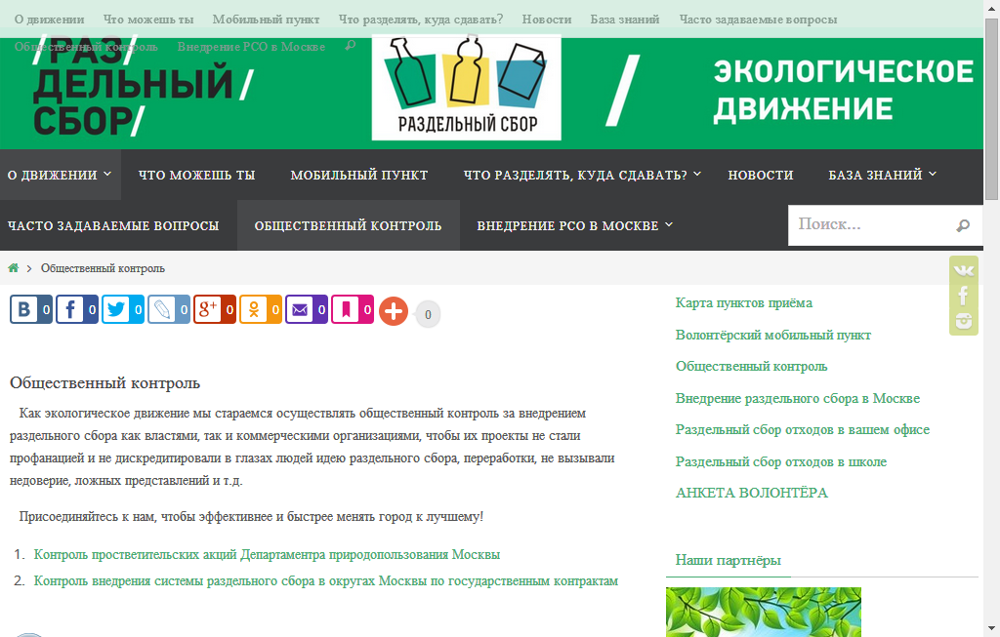 О движении Что можешь ты Мобильный пункт Что разделять, куда сдавать? Новости База знаний Часто задаваемые вопросы
Общественный контроль Внедрение РСО в Москве
/РАЗ/
ДЕЛЬНЫЙ/
СБОР/
РАЗДЕЛЬНЫЙ СБОР
/
ЭКОЛОГИЧЕСКОЕ
ДВИЖЕНИЕ
О ДВИЖЕНИИ ЧТО МОЖЕШЬ ТЫ МОБИЛЬНЫЙ ПУНКТ ЧТО РАЗДЕЛЯТЬ, КУДА СДАВАТЬ? НОВОСТИ БАЗА ЗНАНИЙ
ЧАСТО ЗАДАВАЕМЫЕ ВОПРОСЫ ОБЩЕСТВЕННЫЙ КОНТРОЛЬ ВНЕДРЕНИЕ РСО В МОСКВЕ Поиск...
Общественный контроль
B 0 f 0 0 0 g+ 0 0 0 0 + 0
Общественный контроль
Как экологическое движение мы стараемся осуществлять общественный контроль за внедрением
раздельного сбора как властями, так и коммерческими организациями, чтобы их проекты не стали
профанацией и не дискредитировали в глазах людей идею раздельного сбора, переработки, не вызывали
недоверие, ложных представлений и т.д.
Присоединяйтесь к нам, чтобы эффективнее и быстрее менять город к лучшему!
1. Контроль простветительских акций Департаментра природопользования Москвы
2. Контроль внедрения системы раздельного сбора в округах Москвы по государственным контрактам
Карта пунктов приёма
Волонтёрский мобильный пункт
Общественный контроль
Внедрение раздельного сбора в Москве
Раздельный сбор отходов в вашем офисе
Раздельный сбор отходов в школе
АНКЕТА ВОЛОНТЁРА
Наши партнёры